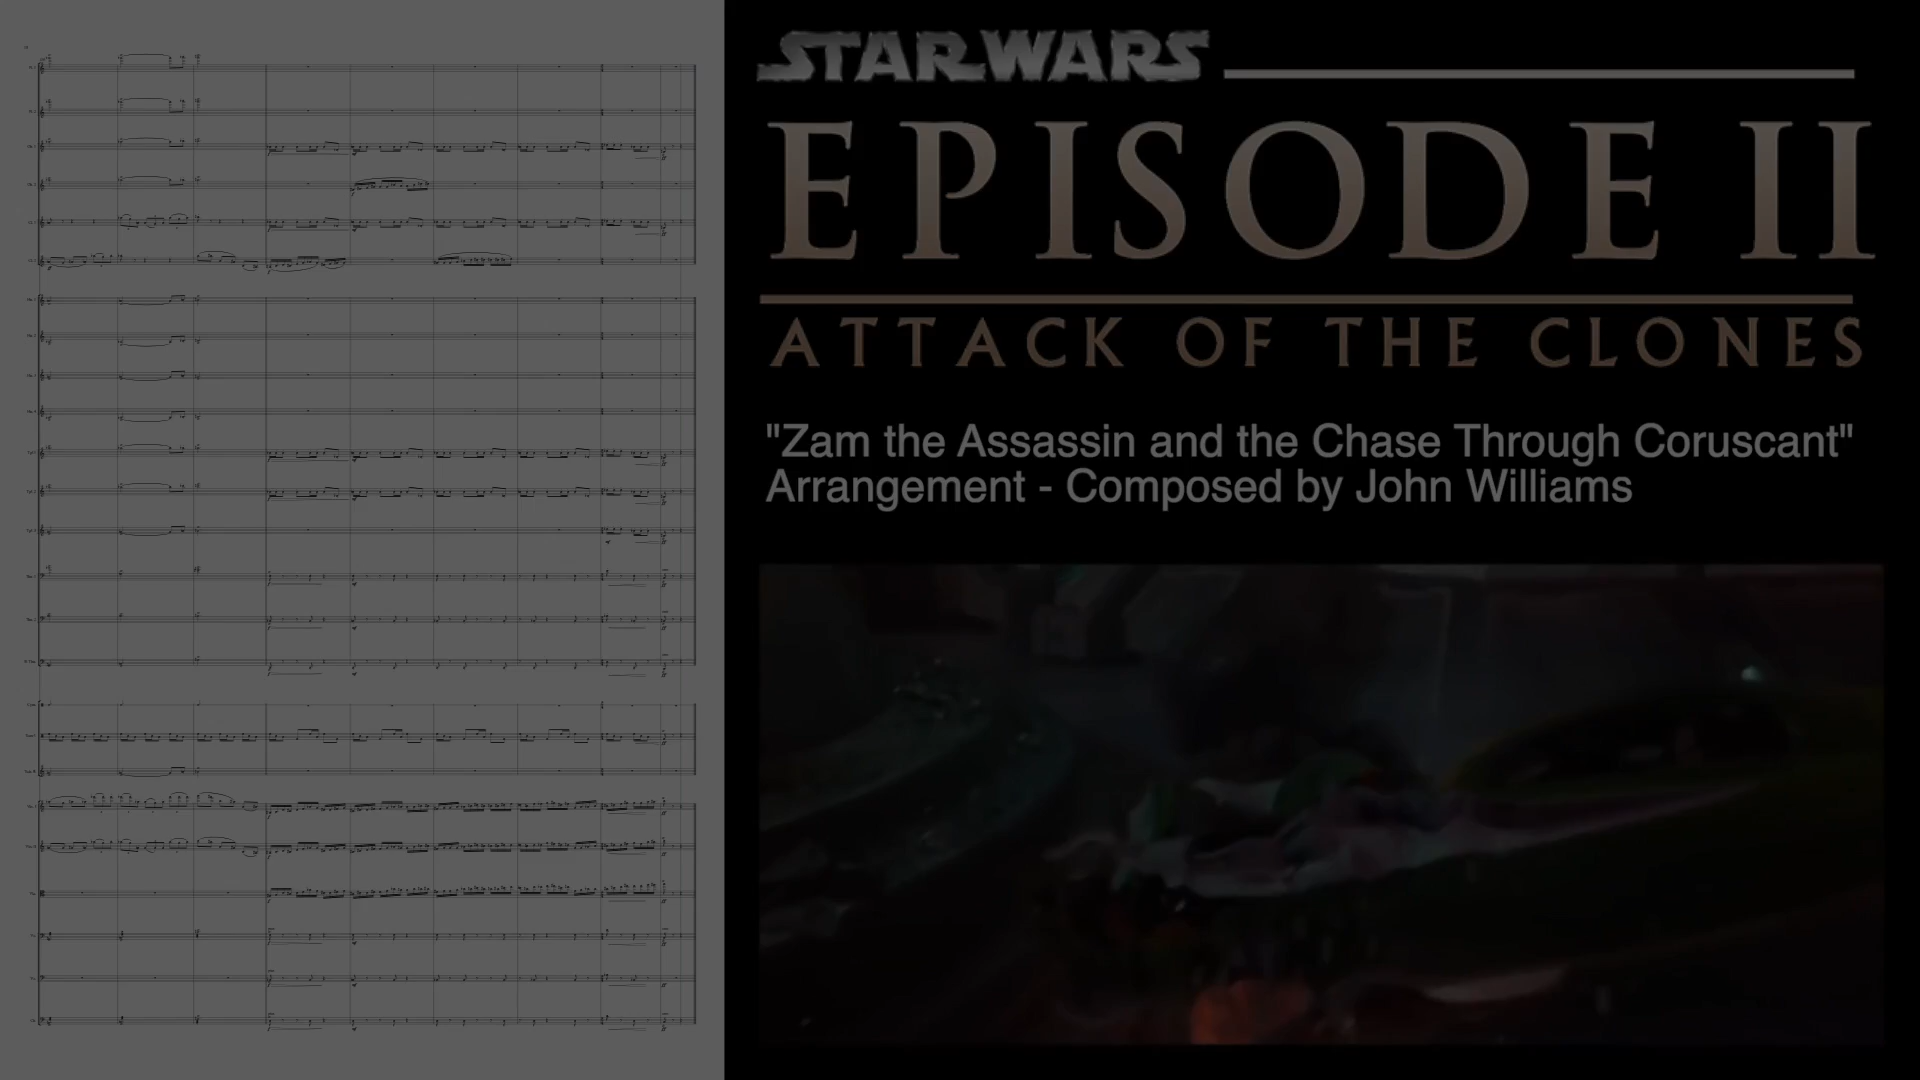 STAR WARS
EPISODE II
ATTACK OF THE CLONES
"Zam the Assassin and the Chase Through Coruscant"
Arrangement - Composed by John Williams